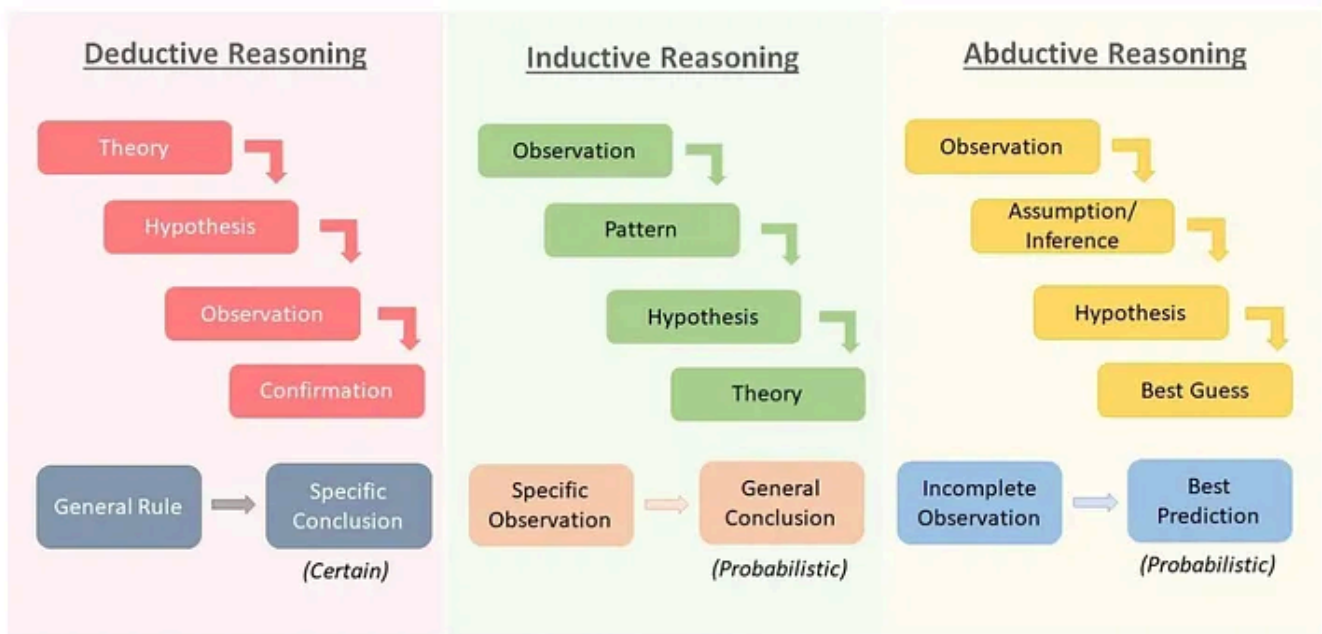 Deductive Reasoning
Theory
Hypothesis
Observation
Confirmation
General Rule
Specific
Conclusion
(Certain)
Inductive Reasoning
Observation
Pattern
Hypothesis
Theory
Specific
Observation
General
Conclusion
(Probabilistic)
Abductive Reasoning
Observation
Assumption/
Inference
Hypothesis
Best Guess
Incomplete
Observation
Best
Prediction
(Probabilistic)